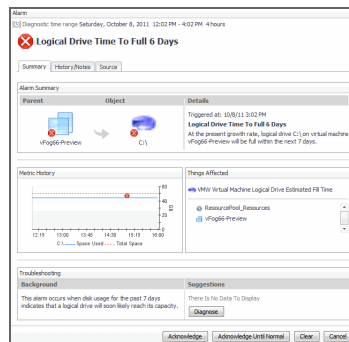 Alarm
Diagnostic time range Saturday, October 8, 2011 12:02 PM - 4:02 PM 4 hours
Logical Drive Time To Full 6 Days
Summary History/Notes Source
Alarm Summary
Parent Object Details
vFog66-Preview
C:\
Triggered at: 10/8/11 3:02 PM
Logical Drive Time To Full 6 Days
At the present growth rate, logical drive C:\ on virtual machine
vFog66-Preview will be full within the next 7 days.
Metric History
60
40
20
0
GB
12:15 13:00 13:45 14:30 15:15 16:00
C:\ Space Used Total Space
Things Affected
VMW Virtual Machine Logical Drive Estimated Fill Time
ResourcePool_Resources
vFog66-Preview
Troubleshooting
Background
This alarm occurs when disk usage for the past 7 days
indicates that a logical drive will soon likely reach its capacity.
Suggestions
There Is No Data To Display
Diagnose
Acknowledge Acknowledge Until Normal Clear Cancel